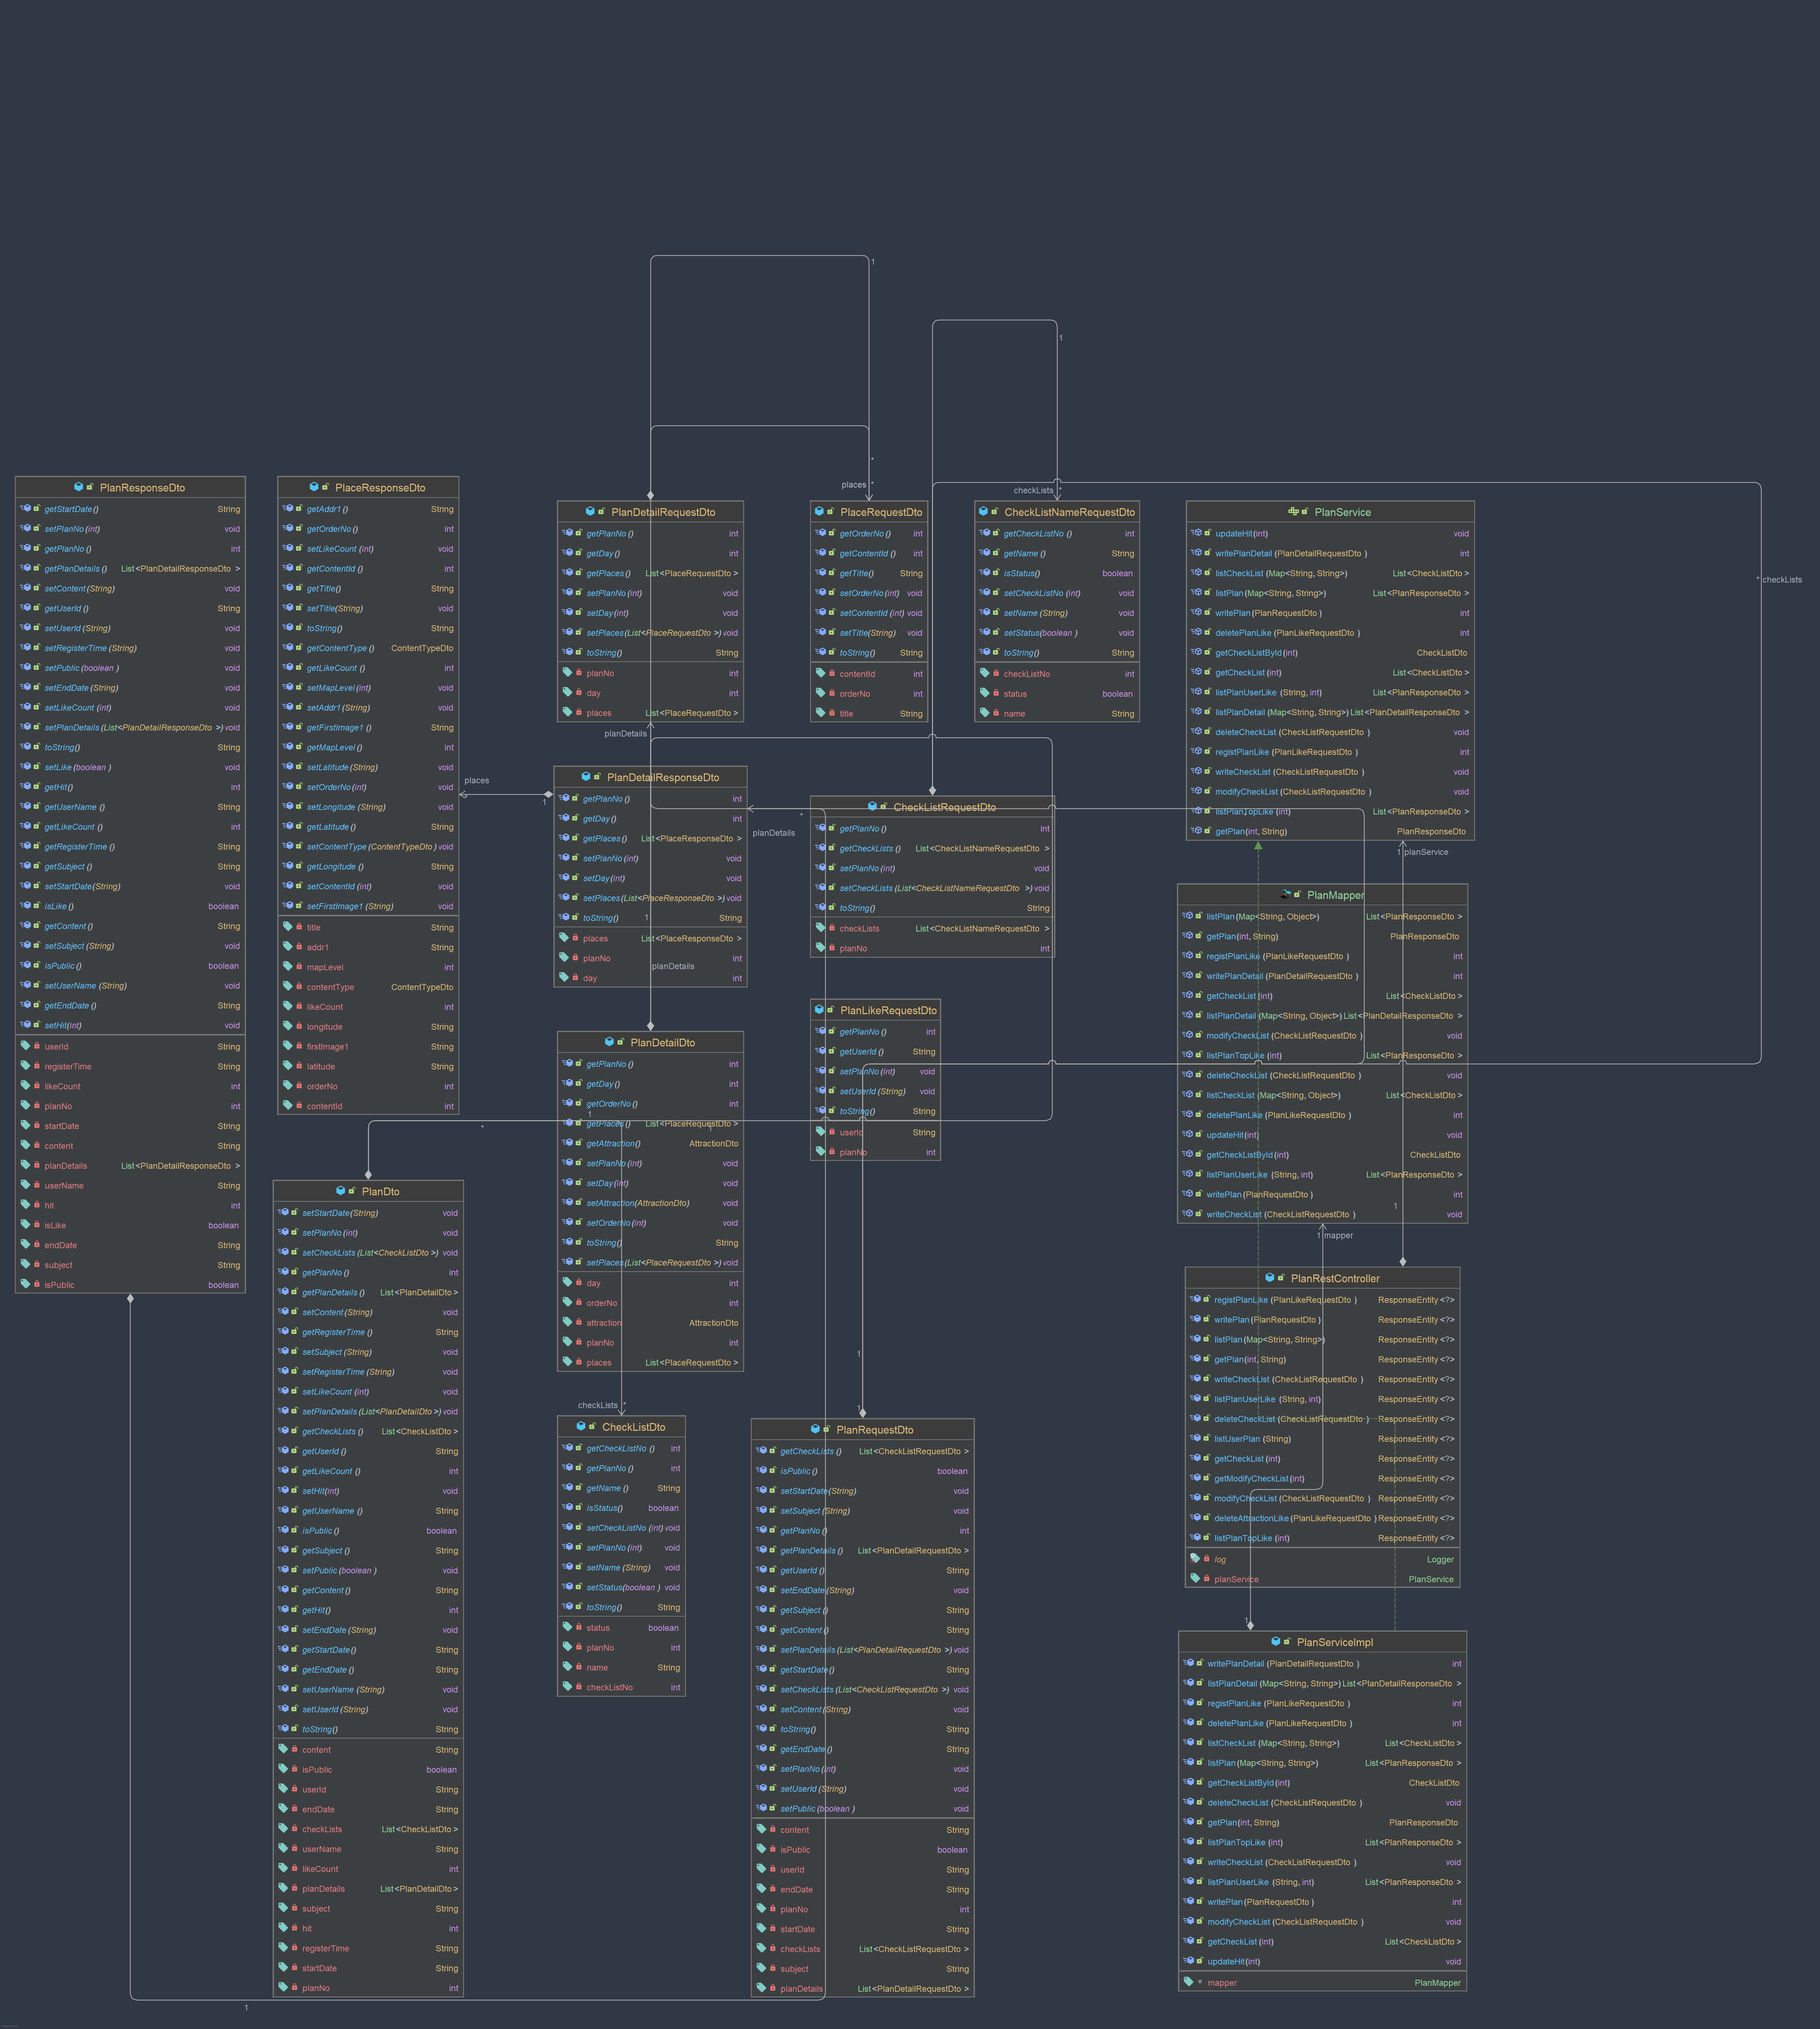 PlanResponseDto
getStartDate() String
setPlanNo(int) void
getPlanNo() int
getPlanDetails() List<PlanDetailResponseDto>
setContent(String) void
getUserId() String
setUserId(String) void
setRegisterTime(String) void
setPublic(boolean) void
setEndDate(String) void
setLikeCount(int) void
setPlanDetails(List<PlanDetailResponseDto>) void
toString() String
setLike(boolean) void
getHit() int
getUserName() String
getLikeCount() int
getRegisterTime() String
getSubject() String
setStartDate(String) void
isLike() boolean
getContent() String
setSubject(String) void
isPublic() boolean
setUserName(String) void
getEndDate() String
setHit(int) void
userId String
registerTime String
likeCount int
planNo int
startDate String
content String
planDetails List<PlanDetailResponseDto>
userName String
hit int
isLike boolean
endDate String
subject String
isPublic boolean
1
PlaceResponseDto
getAddr1() String
getOrderNo() int
setLikeCount(int) void
getContentId() int
getTitle() String
setTitle(String) void
toString() String
getContentType() ContentTypeDto
getLikeCount() int
setMapLevel(int) void
setAddr1(String) void
getFirstImage1() String
getMapLevel() int
setLatitude(String) void
setOrderNo(int) void
setLongitude(String) void
getLatitude() String
setContentType(ContentTypeDto) void
getLongitude() String
setContentId(int) void
setFirstImage1(String) void
title String
addr1 String
mapLevel int
contentType ContentTypeDto
likeCount int
longitude String
firstImage1 String
latitude String
orderNo int
contentId int
PlanDto
setStartDate(String) void
setPlanNo(int) void
setCheckLists(List<CheckListDto>) void
getPlanNo() int
getPlanDetails() List<PlanDetailDto>
setContent(String) void
getRegisterTime() String
setSubject(String) void
setRegisterTime(String) void
setLikeCount(int) void
setPlanDetails(List<PlanDetailDto>) void
getCheckLists() List<CheckListDto>
getUserId() String
getLikeCount() int
setHit(int) void
getUserName() String
isPublic() boolean
getSubject() String
setPublic(boolean) void
getContent() String
getHit() int
setEndDate(String) void
getStartDate() String
getEndDate() String
setUserName(String) void
setUserId(String) void
toString() String
content String
isPublic boolean
userId String
endDate String
checkLists List<CheckListDto>
userName String
likeCount int
planDetails List<PlanDetailDto>
subject String
hit int
registerTime String
startDate String
planNo int
1
*
places *
PlanDetailRequestDto
getPlanNo() int
getDay() int
getPlaces() List<PlaceRequestDto>
setPlanNo(int) void
setDay(int) void
setPlaces(List<PlaceRequestDto>) void
toString() String
planNo int
day int
places List<PlaceRequestDto>
planDetails
places
1
PlanDetailResponseDto
getPlanNo() int
getDay() int
getPlaces() List<PlaceResponseDto>
setPlanNo(int) void
setDay(int) void
setPlaces(List<PlaceResponseDto>) void
toString() String
1
places List<PlaceResponseDto>
planNo int
day int
planDetails
*
planDetails
PlanDetailDto
getPlanNo() int
getDay() int
getOrderNo() int
1
getPlaces() List<PlaceRequestDto>
*
1
getAttraction() AttractionDto
setPlanNo(int) void
setDay(int) void
setAttraction(AttractionDto) void
setOrderNo(int) void
toString() String
setPlaces(List<PlaceRequestDto>) void
day int
orderNo int
attraction AttractionDto
planNo int
places List<PlaceRequestDto>
checkLists *
CheckListDto
getCheckListNo() int
getPlanNo() int
getName() String
isStatus() boolean
setCheckListNo(int) void
setPlanNo(int) void
setName(String) void
setStatus(boolean) void
toString() String
status boolean
planNo int
name String
checkListNo int
PlaceRequestDto
getOrderNo() int
getContentId() int
getTitle() String
setOrderNo(int) void
setContentId(int) void
setTitle(String) void
toString() String
contentId int
orderNo int
title String
1
checkLists *
CheckListNameRequestDto
getCheckListNo() int
getName() String
isStatus() boolean
setCheckListNo(int) void
setName(String) void
setStatus(boolean) void
toString() String
checkListNo int
status boolean
name String
CheckListRequestDto
getPlanNo() int
getCheckLists() List<CheckListNameRequestDto>
setPlanNo(int) void
setCheckLists(List<CheckListNameRequestDto>) void
toString() String
checkLists List<CheckListNameRequestDto>
planNo int
PlanLikeRequestDto
getPlanNo() int
getUserId() String
setPlanNo(int) void
setUserId(String) void
toString() String
userId String
planNo int
1
1
PlanRequestDto
getCheckLists() List<CheckListRequestDto>
isPublic() boolean
setStartDate(String) void
setSubject(String) void
getPlanNo() int
getPlanDetails() List<PlanDetailRequestDto>
getUserId() String
setEndDate(String) void
getSubject() String
getContent() String
setPlanDetails(List<PlanDetailRequestDto>) void
getStartDate() String
setCheckLists(List<CheckListRequestDto>) void
setContent(String) void
toString() String
getEndDate() String
setPlanNo(int) void
setUserId(String) void
setPublic(boolean) void
content String
isPublic boolean
userId String
endDate String
planNo int
startDate String
checkLists List<CheckListRequestDto>
subject String
planDetails List<PlanDetailRequestDto>
PlanService
updateHit(int) void
writePlanDetail(PlanDetailRequestDto) int
listCheckList(Map<String, String>) List<CheckListDto>
listPlan(Map<String, String>) List<PlanResponseDto>
writePlan(PlanRequestDto) int
deletePlanLike(PlanLikeRequestDto) int
getCheckListById(int) CheckListDto
getCheckList(int) List<CheckListDto>
listPlanUserLike(String, int) List<PlanResponseDto>
listPlanDetail(Map<String, String>) List<PlanDetailResponseDto>
deleteCheckList(CheckListRequestDto) void
registPlanLike(PlanLikeRequestDto) int
writeCheckList(CheckListRequestDto) void
modifyCheckList(CheckListRequestDto) void
listPlanTopLike(int) List<PlanResponseDto>
getPlan(int, String) PlanResponseDto
* checkLists
1 planService
PlanMapper
listPlan(Map<String, Object>) List<PlanResponseDto>
getPlan(int, String) PlanResponseDto
registPlanLike(PlanLikeRequestDto) int
writePlanDetail(PlanDetailRequestDto) int
getCheckList(int) List<CheckListDto>
listPlanDetail(Map<String, Object>) List<PlanDetailResponseDto>
modifyCheckList(CheckListRequestDto) void
listPlanTopLike(int) List<PlanResponseDto>
deleteCheckList(CheckListRequestDto) void
listCheckList(Map<String, Object>) List<CheckListDto>
deletePlanLike(PlanLikeRequestDto) int
updateHit(int) void
getCheckListById(int) CheckListDto
listPlanUserLike(String, int) List<PlanResponseDto>
writePlan(PlanRequestDto) int
1
writeCheckList(CheckListRequestDto) void
1 mapper
PlanRestController
registPlanLike(PlanLikeRequestDto) ResponseEntity<?>
writePlan(PlanRequestDto) ResponseEntity<?>
listPlan(Map<String, String>) ResponseEntity<?>
getPlan(int, String) ResponseEntity<?>
writeCheckList(CheckListRequestDto) ResponseEntity<?>
listPlanUserLike(String, int) ResponseEntity<?>
deleteCheckList(CheckListRequestDto) ResponseEntity<?>
listUserPlan(String) ResponseEntity<?>
getCheckList(int) ResponseEntity<?>
getModifyCheckList(int) ResponseEntity<?>
modifyCheckList(CheckListRequestDto) ResponseEntity<?>
deleteAttractionLike(PlanLikeRequestDto) ResponseEntity<?>
listPlanTopLike(int) ResponseEntity<?>
log Logger
planService PlanService
1
PlanServiceImpl
writePlanDetail(PlanDetailRequestDto) int
listPlanDetail(Map<String, String>) List<PlanDetailResponseDto>
registPlanLike(PlanLikeRequestDto) int
deletePlanLike(PlanLikeRequestDto) int
listCheckList(Map<String, String>) List<CheckListDto>
listPlan(Map<String, String>) List<PlanResponseDto>
getCheckListById(int) CheckListDto
deleteCheckList(CheckListRequestDto) void
getPlan(int, String) PlanResponseDto
listPlanTopLike(int) List<PlanResponseDto>
writeCheckList(CheckListRequestDto) void
listPlanUserLike(String, int) List<PlanResponseDto>
writePlan(PlanRequestDto) int
modifyCheckList(CheckListRequestDto) void
getCheckList(int) List<CheckListDto>
updateHit(int) void
mapper PlanMapper